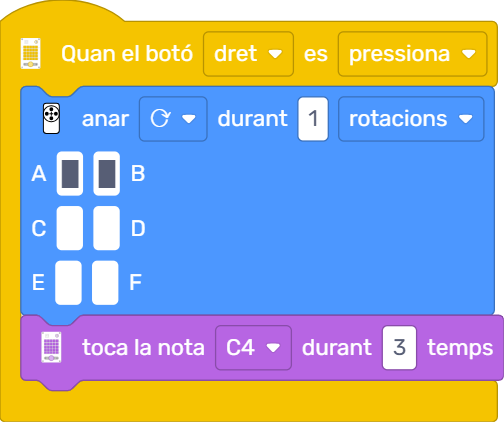 Quan el botó dret es pressiona
anar durant 1 rotacions
A B
C D
E F
toca la nota C4 durant 3 temps